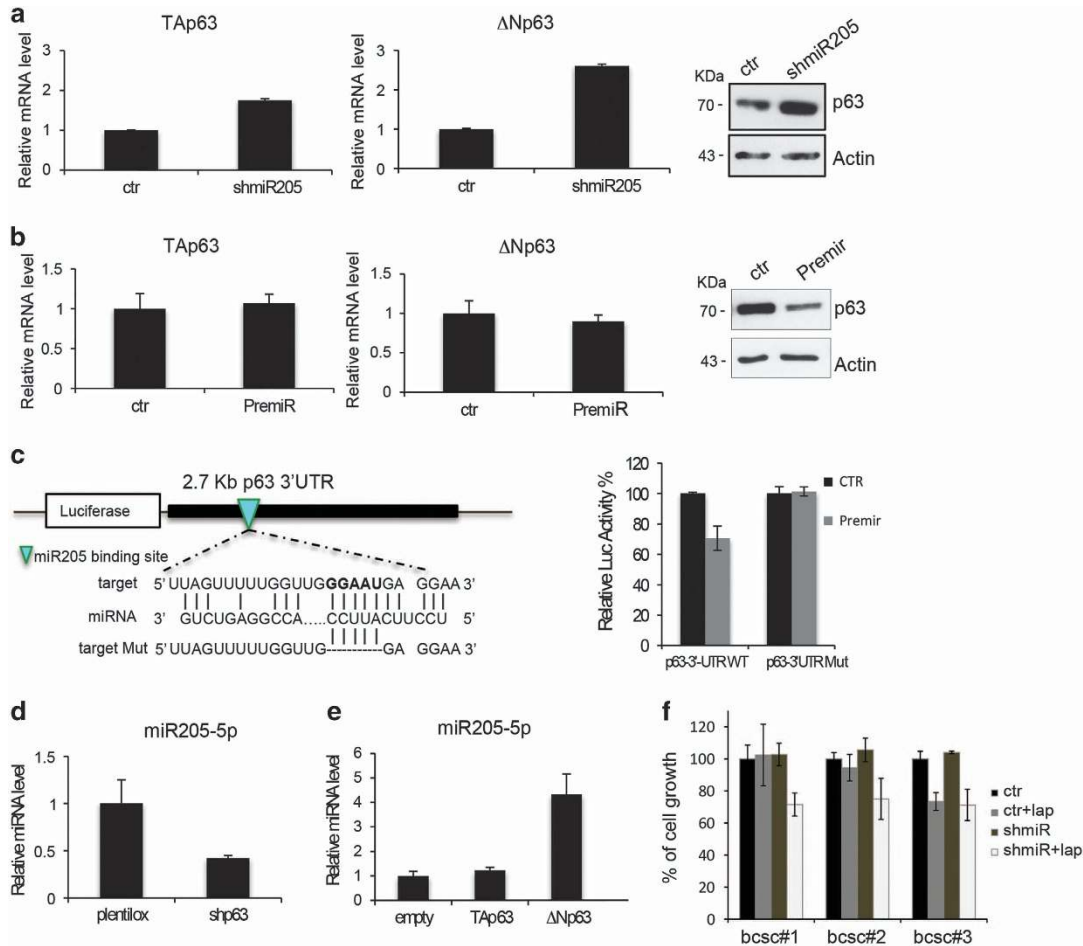 a
TAp63
Relative mRNA level
3
2
1
0
ctr
shmiR205
ΔNp63
Relative mRNA level
3
2
1
0
ctr
shmiR205
ctr
shmiR205
KDa
70 -
p63
43 -
Actin
b
TAp63
Relative mRNA level
1.5
1
0.5
0
ctr
PremiR
ΔNp63
Relative mRNA level
1.5
1
0.5
0
ctr
PremiR
ctr
Premir
KDa
70 -
p63
43 -
Actin
c
2.7 Kb p63 3'UTR
Luciferase
miR205 binding site
target 5' UUAGUUUUUGGUUGGGAAUGA GGAA 3'
miRNA 3' GUCUGAGGCCA.....CCUUACUUCCU 5'
target Mut 5' UUAGUUUUUGGUUG-----------GA GGAA 3'
Relative Luc Activity %
120
100
80
60
40
20
0
p63-3'-UTR WT
p63-3'UTR Mut
CTR
Premir
d
miR205-5p
Relative miRNA level
1.5
1
0.5
0
plentilox
shp63
e
miR205-5p
Relative miRNA level
6
5
4
3
2
1
0
empty
TAp63
ΔNp63
f
% of cell growth
120
100
80
60
40
20
0
bcsc#1
bcsc#2
bcsc#3
ctr
ctr+lap
shmiR
shmiR+lap